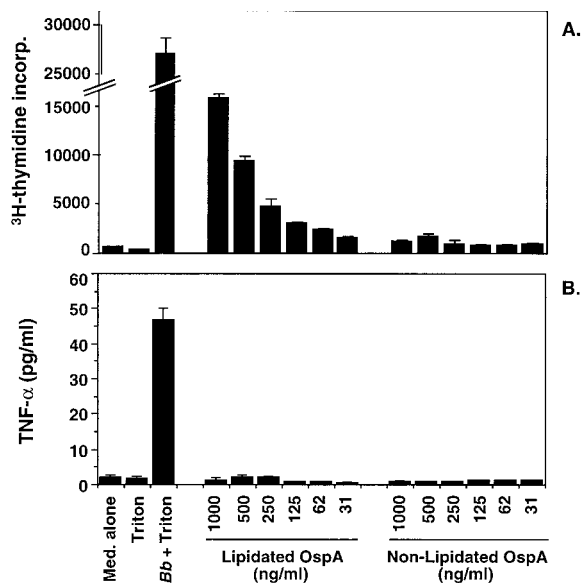 A.
³H-thymidine incorp.
30000
25000
15000
10000
5000
0
B.
TNF-α (pg/ml)
60
50
40
30
20
10
0
Med. alone
Triton
Bb + Triton
1000
500
250
125
62
31
1000
500
250
125
62
31
Lipidated OspA
(ng/ml)
Non-Lipidated OspA
(ng/ml)